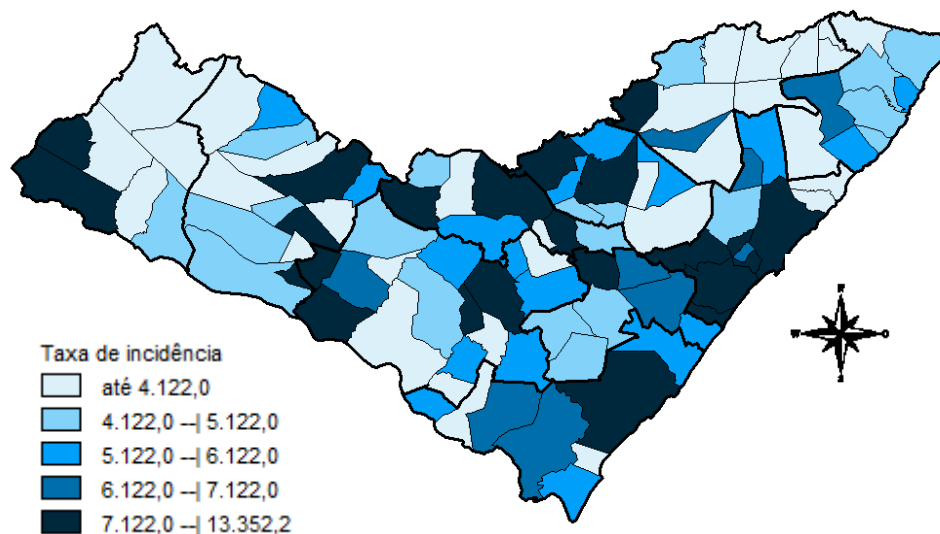 Taxa de incidência
até 4.122,0
4.122,0 --| 5.122,0
5.122,0 --| 6.122,0
6.122,0 --| 7.122,0
7.122,0 --| 13.352,2